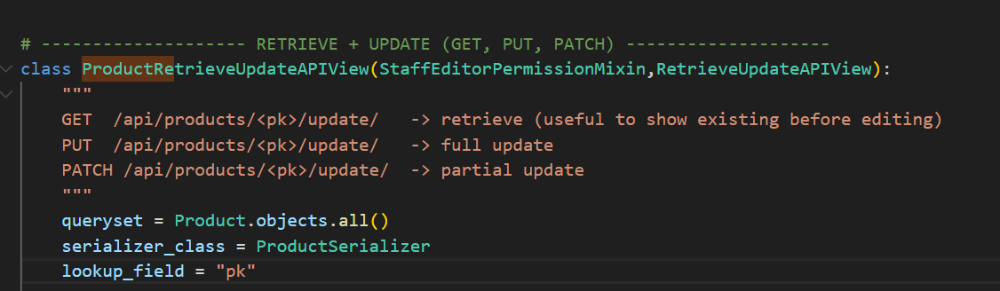 # -------------------- RETRIEVE + UPDATE (GET, PUT, PATCH) --------------------
class ProductRetrieveUpdateAPIView(StaffEditorPermissionMixin,RetrieveUpdateAPIView):
    """
    GET  /api/products/<pk>/update/   -> retrieve (useful to show existing before editing)
    PUT  /api/products/<pk>/update/   -> full update
    PATCH /api/products/<pk>/update/  -> partial update
    """
    queryset = Product.objects.all()
    serializer_class = ProductSerializer
    lookup_field = "pk"